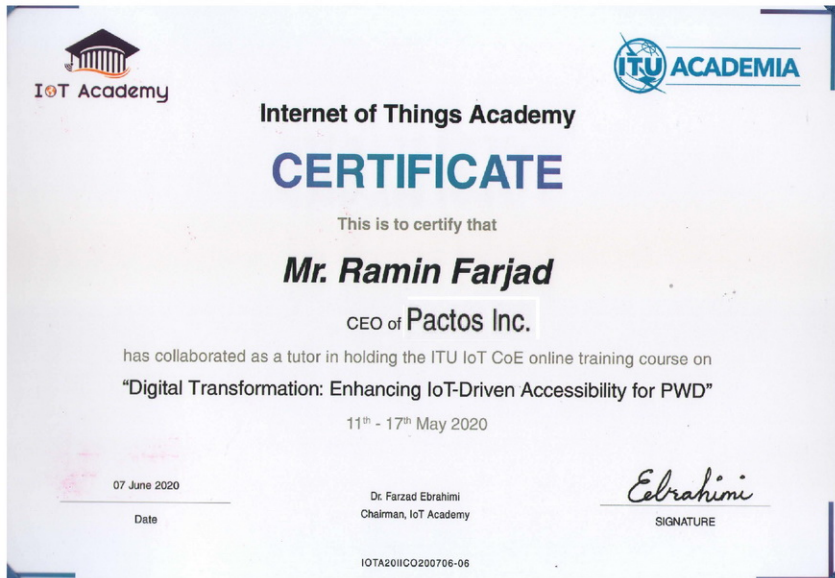 IoT Academy
ITU ACADEMIA
Internet of Things Academy
CERTIFICATE
This is to certify that
Mr. Ramin Farjad
CEO of Pactos Inc.
has collaborated as a tutor in holding the ITU IoT CoE online training course on
“Digital Transformation: Enhancing IoT-Driven Accessibility for PWD”
11th - 17th May 2020
07 June 2020
Date
Dr. Farzad Ebrahimi
Chairman, IoT Academy
Eebrahimi
SIGNATURE
IOTA20IICO200706-06